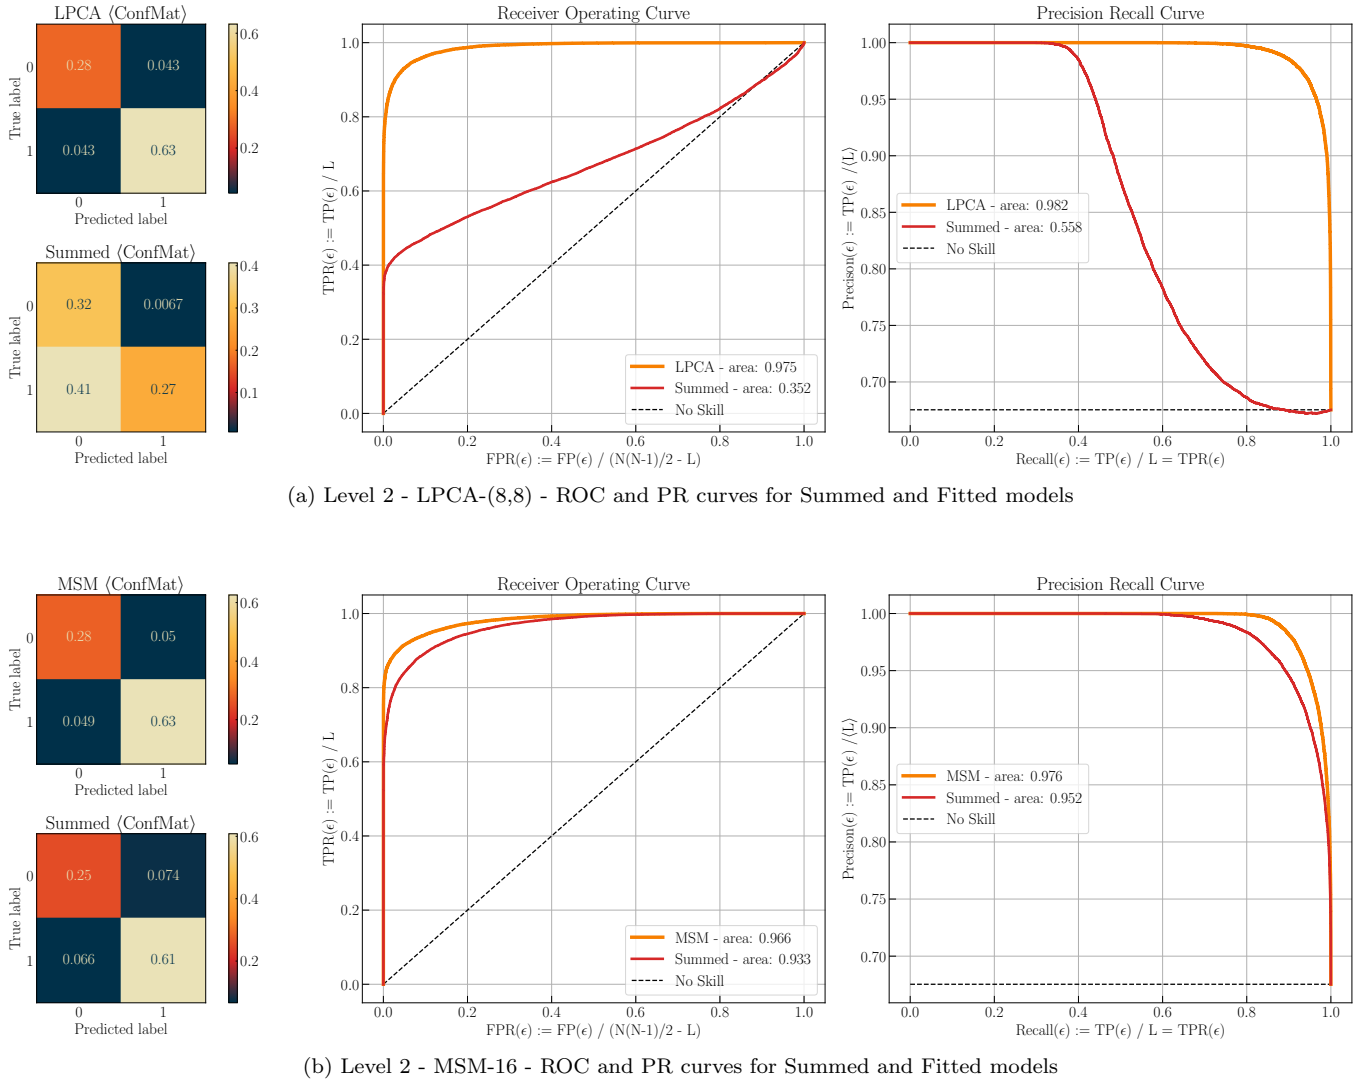 LPCA ⟨ConfMat⟩
True label
0
1
0.28
0.043
0.043
0.63
0
1
Predicted label
0.6
0.4
0.2
Summed ⟨ConfMat⟩
True label
0
1
0.32
0.0067
0.41
0.27
0
1
Predicted label
0.4
0.3
0.2
0.1
Receiver Operating Curve
TPR(ϵ) := TP(ϵ) / L
1.0
0.8
0.6
0.4
0.2
0.0
LPCA - area: 0.975
Summed - area: 0.352
No Skill
0.0 0.2 0.4 0.6 0.8 1.0
FPR(ϵ) := FP(ϵ) / (N(N-1)/2 - L)
Precision Recall Curve
Precison(ϵ) := TP(ϵ) /⟨L⟩
1.00
0.95
0.90
0.85
0.80
0.75
0.70
LPCA - area: 0.982
Summed - area: 0.558
No Skill
0.0 0.2 0.4 0.6 0.8 1.0
Recall(ϵ) := TP(ϵ) / L = TPR(ϵ)
(a) Level 2 - LPCA-(8,8) - ROC and PR curves for Summed and Fitted models
MSM ⟨ConfMat⟩
True label
0
1
0.28
0.05
0.049
0.63
0
1
Predicted label
0.6
0.4
0.2
Summed ⟨ConfMat⟩
True label
0
1
0.25
0.074
0.066
0.61
0
1
Predicted label
0.6
0.4
0.2
Receiver Operating Curve
TPR(ϵ) := TP(ϵ) / L
1.0
0.8
0.6
0.4
0.2
0.0
MSM - area: 0.966
Summed - area: 0.933
No Skill
0.0 0.2 0.4 0.6 0.8 1.0
FPR(ϵ) := FP(ϵ) / (N(N-1)/2 - L)
Precision Recall Curve
Precison(ϵ) := TP(ϵ) /⟨L⟩
1.00
0.95
0.90
0.85
0.80
0.75
0.70
MSM - area: 0.976
Summed - area: 0.952
No Skill
0.0 0.2 0.4 0.6 0.8 1.0
Recall(ϵ) := TP(ϵ) / L = TPR(ϵ)
(b) Level 2 - MSM-16 - ROC and PR curves for Summed and Fitted models